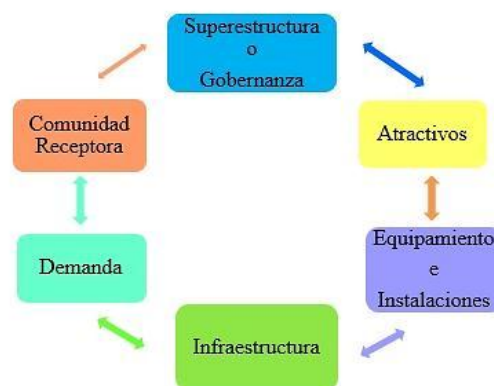 Superestructura
o
Gobernanza
Comunidad
Receptora
Atractivos
Demanda
Equipamiento
e
Instalaciones
Infraestructura